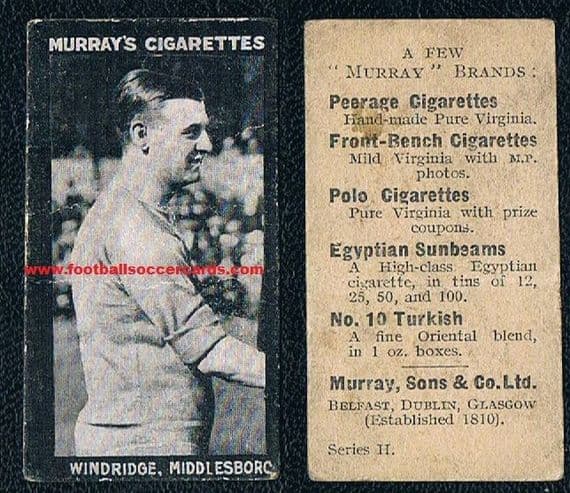 MURRAY'S CIGARETTES
www.footballsoccercards.com
WINDRIDGE, MIDDLESBORO
A FEW
"MURRAY" BRANDS:
Peerage Cigarettes
Hand-made Pure Virginia.
Front-Bench Cigarettes
Mild Virginia with M.P.
photos.
Polo Cigarettes
Pure Virginia with prize
coupons.
Egyptian Sunbeams
A High-class Egyptian
cigarette, in tins of 12,
25, 50, and 100.
No. 10 Turkish
A fine Oriental blend,
in 1 oz. boxes.
Murray, Sons & Co. Ltd.
BELFAST, DUBLIN, GLASGOW
(Established 1810).
Series H.